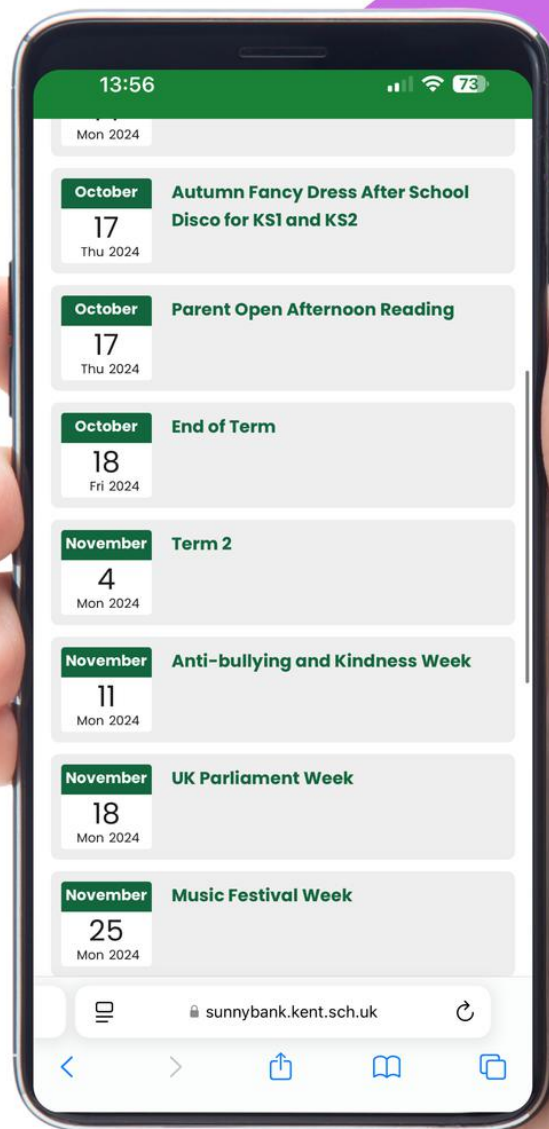 13:56
73
Mon 2024
October
17
Thu 2024
Autumn Fancy Dress After School
Disco for KS1 and KS2
October
17
Thu 2024
Parent Open Afternoon Reading
October
18
Fri 2024
End of Term
November
4
Mon 2024
Term 2
November
11
Mon 2024
Anti-bullying and Kindness Week
November
18
Mon 2024
UK Parliament Week
November
25
Mon 2024
Music Festival Week
sunnybank.kent.sch.uk